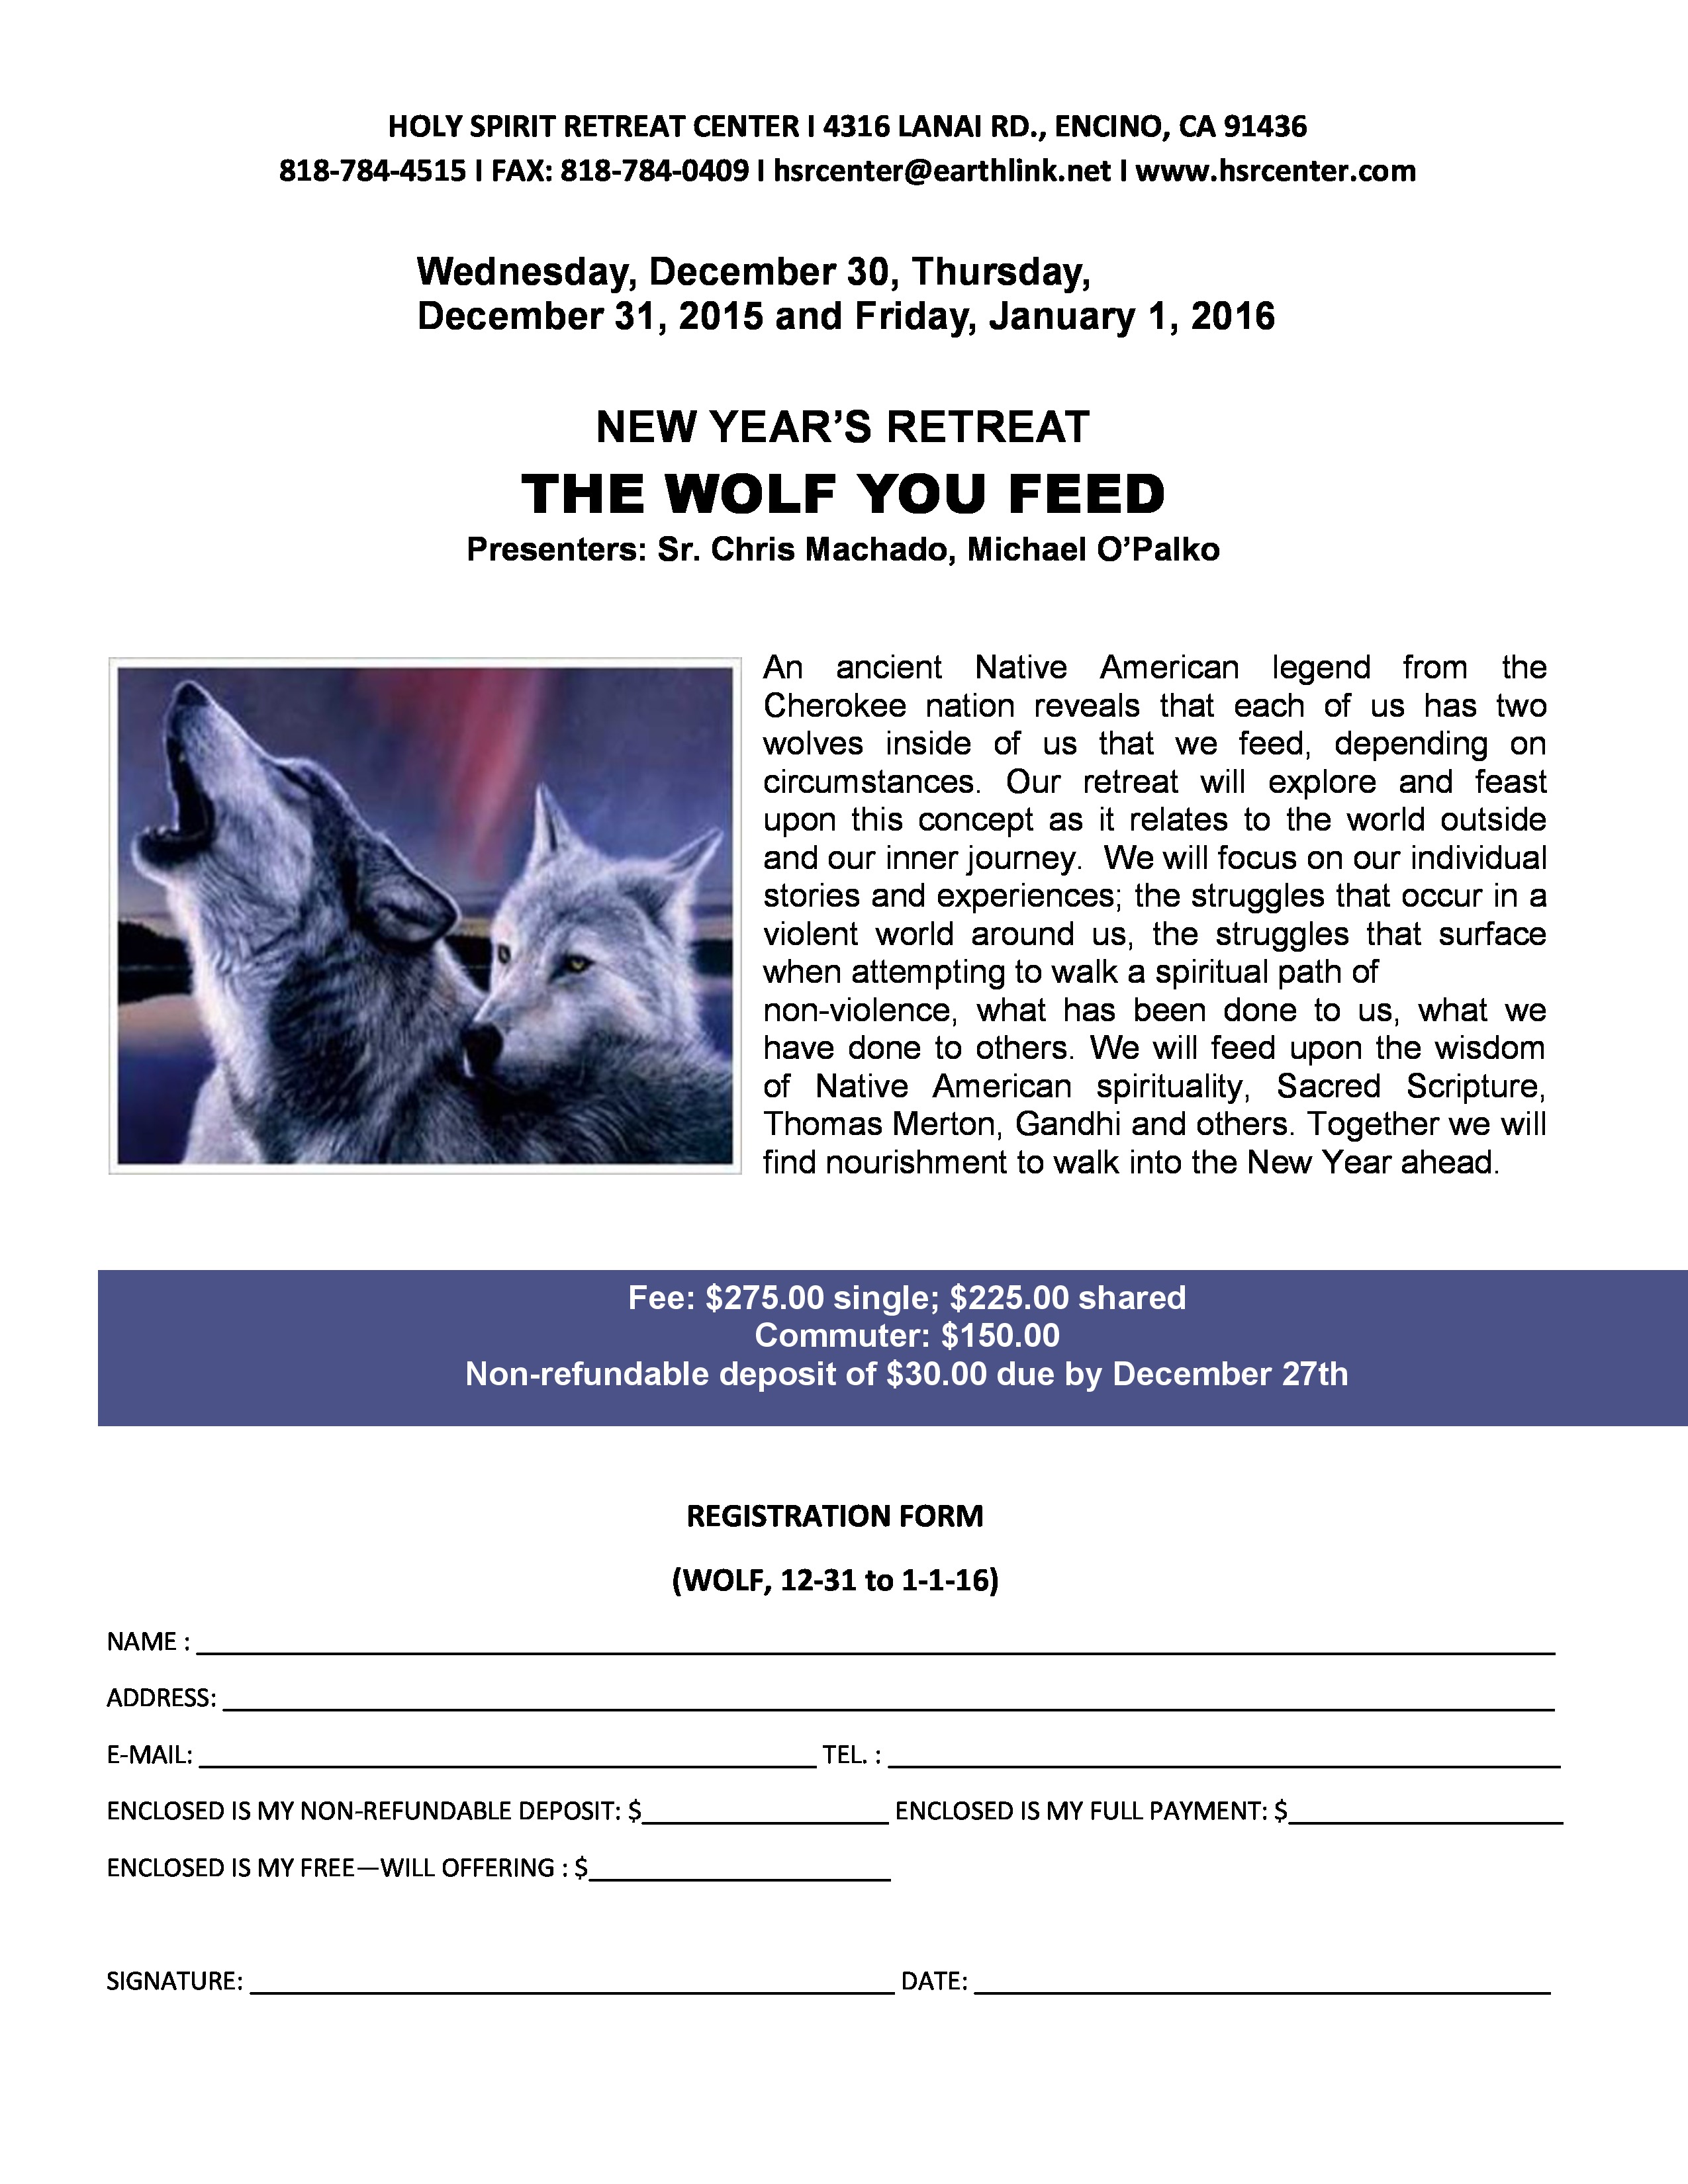 HOLY SPIRIT RETREAT CENTER I 4316 LANAI RD., ENCINO, CA 91436
818-784-4515 I FAX: 818-784-0409 I hsrcenter@earthlink.net I www.hsrcenter.com
Wednesday, December 30, Thursday,
December 31, 2015 and Friday, January 1, 2016
NEW YEAR’S RETREAT
THE WOLF YOU FEED
Presenters: Sr. Chris Machado, Michael O’Palko
An ancient Native American legend from the
Cherokee nation reveals that each of us has two
wolves inside of us that we feed, depending on
circumstances. Our retreat will explore and feast
upon this concept as it relates to the world outside
and our inner journey. We will focus on our individual
stories and experiences; the struggles that occur in a
violent world around us, the struggles that surface
when attempting to walk a spiritual path of
non-violence, what has been done to us, what we
have done to others. We will feed upon the wisdom
of Native American spirituality, Sacred Scripture,
Thomas Merton, Gandhi and others. Together we will
find nourishment to walk into the New Year ahead.
Fee: $275.00 single; $225.00 shared
Commuter: $150.00
Non-refundable deposit of $30.00 due by December 27th
REGISTRATION FORM
(WOLF, 12-31 to 1-1-16)
NAME :
ADDRESS:
E-MAIL: TEL. :
ENCLOSED IS MY NON-REFUNDABLE DEPOSIT: $ ENCLOSED IS MY FULL PAYMENT: $
ENCLOSED IS MY FREE—WILL OFFERING : $
SIGNATURE: DATE: